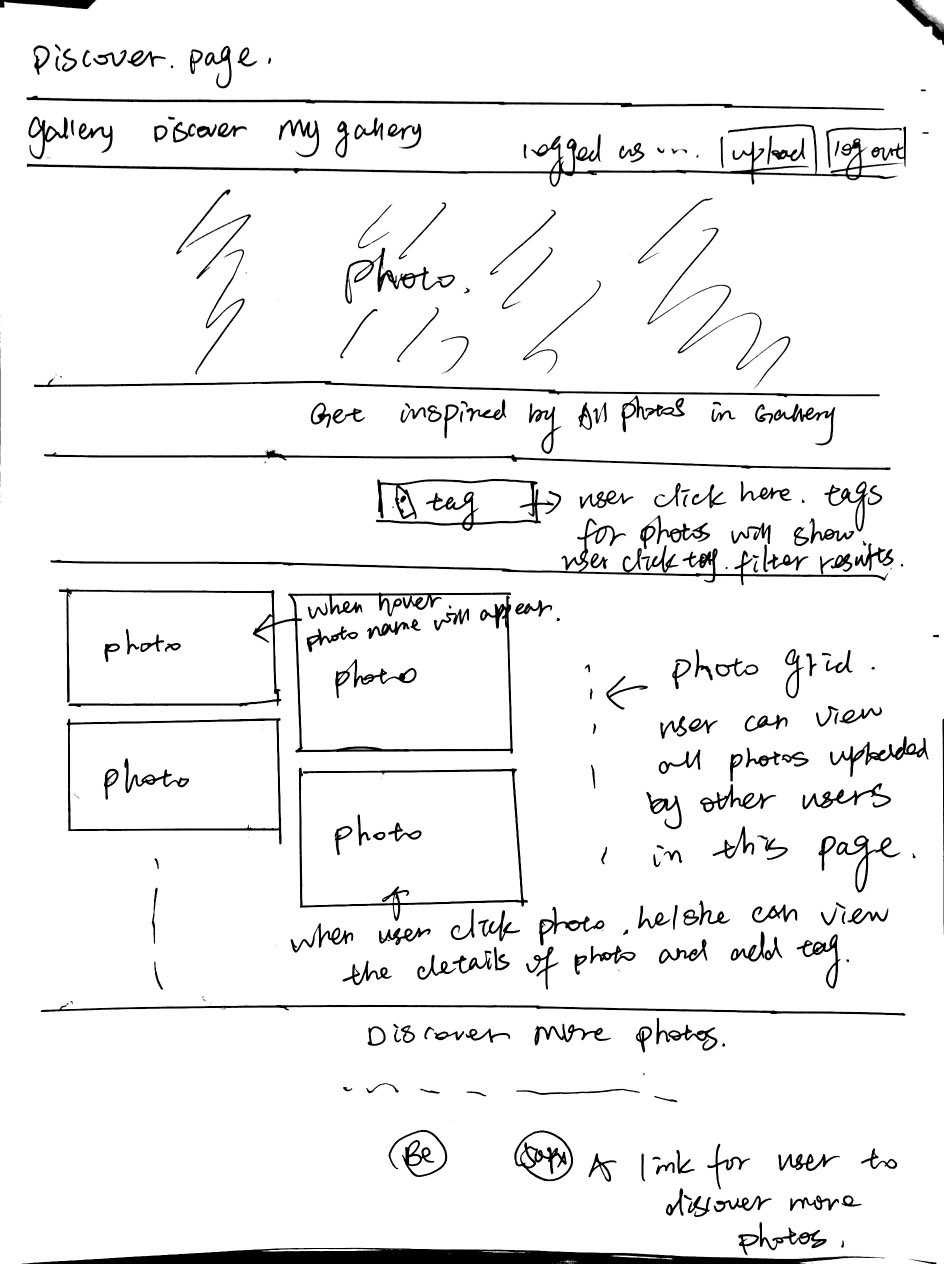 Discover. page.
Gallery Discover My gallery
logged as ... upload log out
Photo.
Get inspired by All photos in Gallery
tag
user click here. tags
for photos will show
user click tag. filter results.
when hover
photo name will appear.
photo
photo
photo
photo
photo grid.
user can view
all photos uploaded
by other users
in this page.
when user click photo, he/she can view
the details of photo and add tag.
Discover more photos.
Be
A link for user to
discover more
photos.